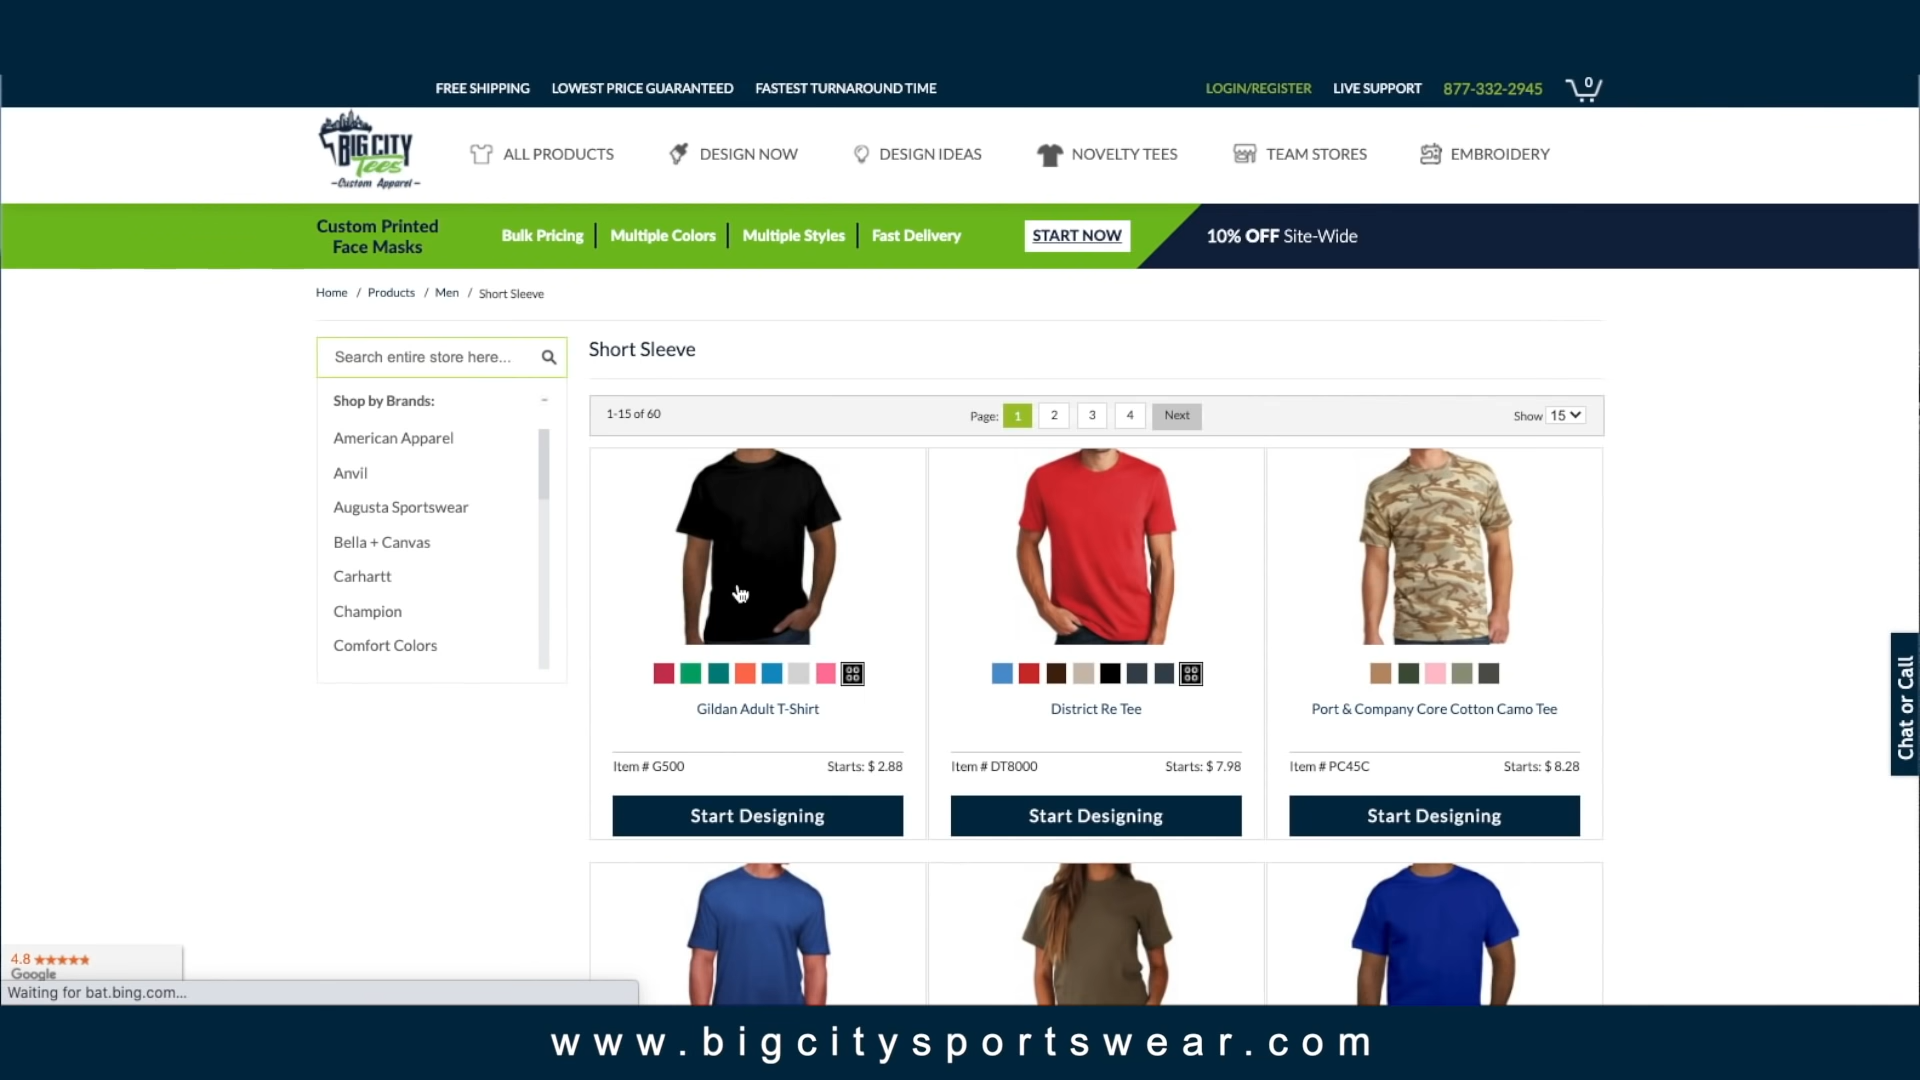 FREE SHIPPING LOWEST PRICE GUARANTEED FASTEST TURNAROUND TIME LOGIN/REGISTER LIVE SUPPORT 877-332-2945 0
BIG CITY
Tees
-Custom Apparel-
ALL PRODUCTS DESIGN NOW DESIGN IDEAS NOVELTY TEES TEAM STORES EMBROIDERY
Custom Printed
Face Masks
Bulk Pricing Multiple Colors Multiple Styles Fast Delivery START NOW 10% OFF Site-Wide
Home / Products / Men / Short Sleeve
Search entire store here...
Shop by Brands: -
American Apparel
Anvil
Augusta Sportswear
Bella + Canvas
Carhartt
Champion
Comfort Colors
Short Sleeve
1-15 of 60 Page: 1 2 3 4 Next Show 15
Gildan Adult T-Shirt
Item # G500 Starts: $ 2.88
Start Designing
District Re Tee
Item # DT8000 Starts: $ 7.98
Start Designing
Port & Company Core Cotton Camo Tee
Item # PC45C Starts: $ 8.28
Start Designing
Chat or Call
4.8 ★★★★★
Google
Waiting for bat.bing.com...
www.bigcitysportswear.com